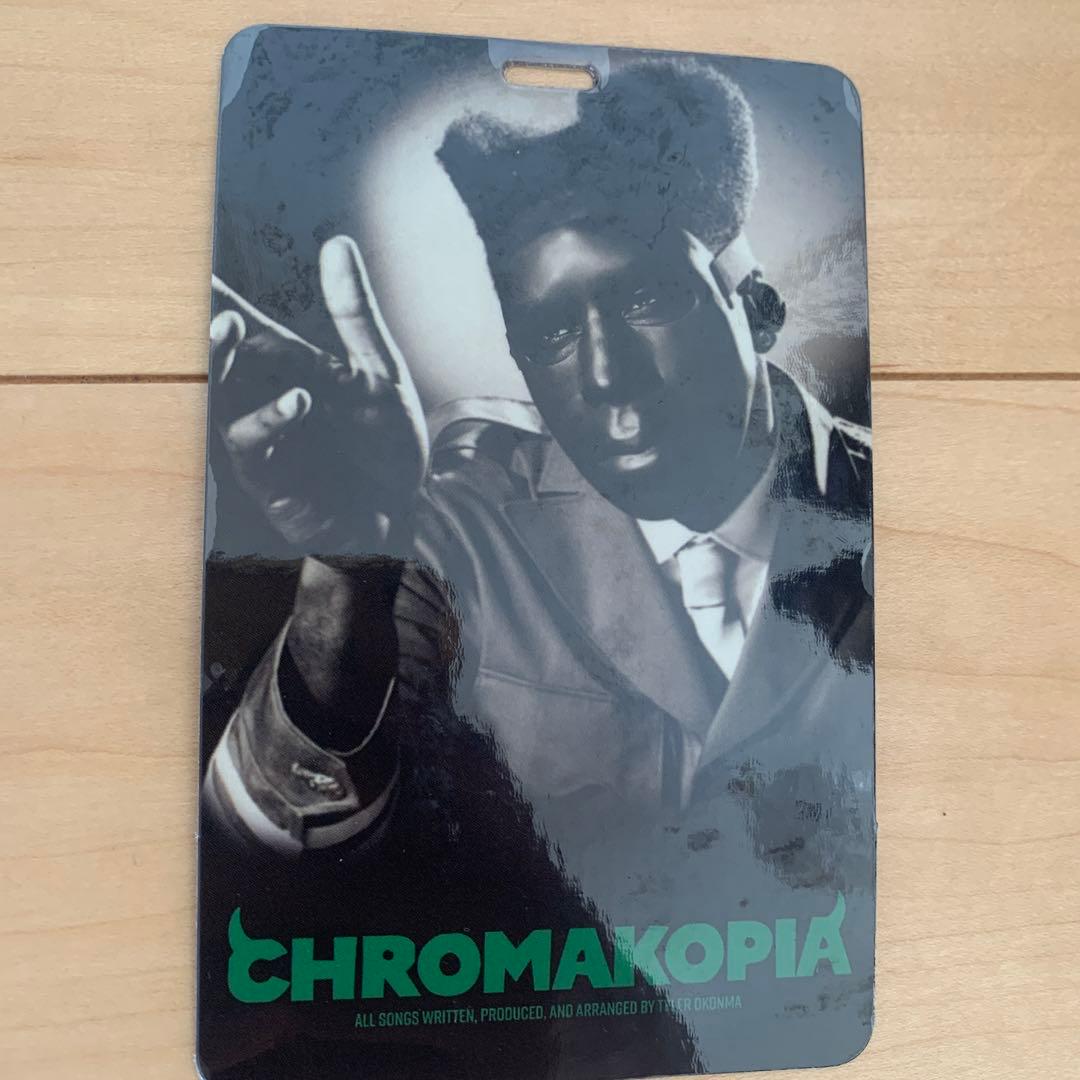 CHROMAKOPIA
ALL SONGS WRITTEN, PRODUCED, AND ARRANGED BY TYLER OKONMA